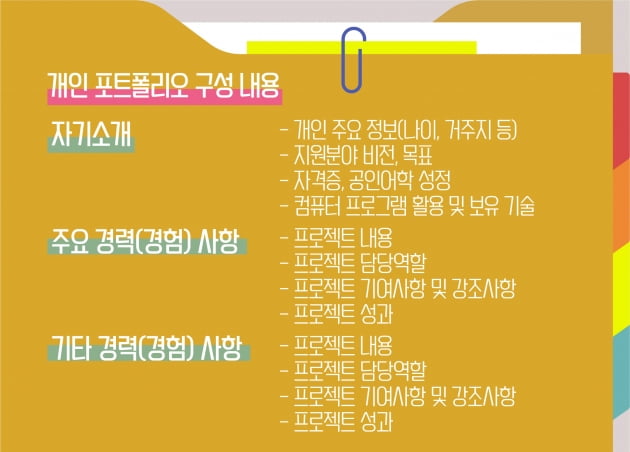 개인 포트폴리오 구성 내용
자기소개
- 개인 주요 정보(나이, 거주지 등)
- 지원분야 비전, 목표
- 자격증, 공인어학 성정
- 컴퓨터 프로그램 활용 및 보유 기술
주요 경력(경험) 사항
- 프로젝트 내용
- 프로젝트 담당역할
- 프로젝트 기여사항 및 강조사항
- 프로젝트 성과
기타 경력(경험) 사항
- 프로젝트 내용
- 프로젝트 담당역할
- 프로젝트 기여사항 및 강조사항
- 프로젝트 성과